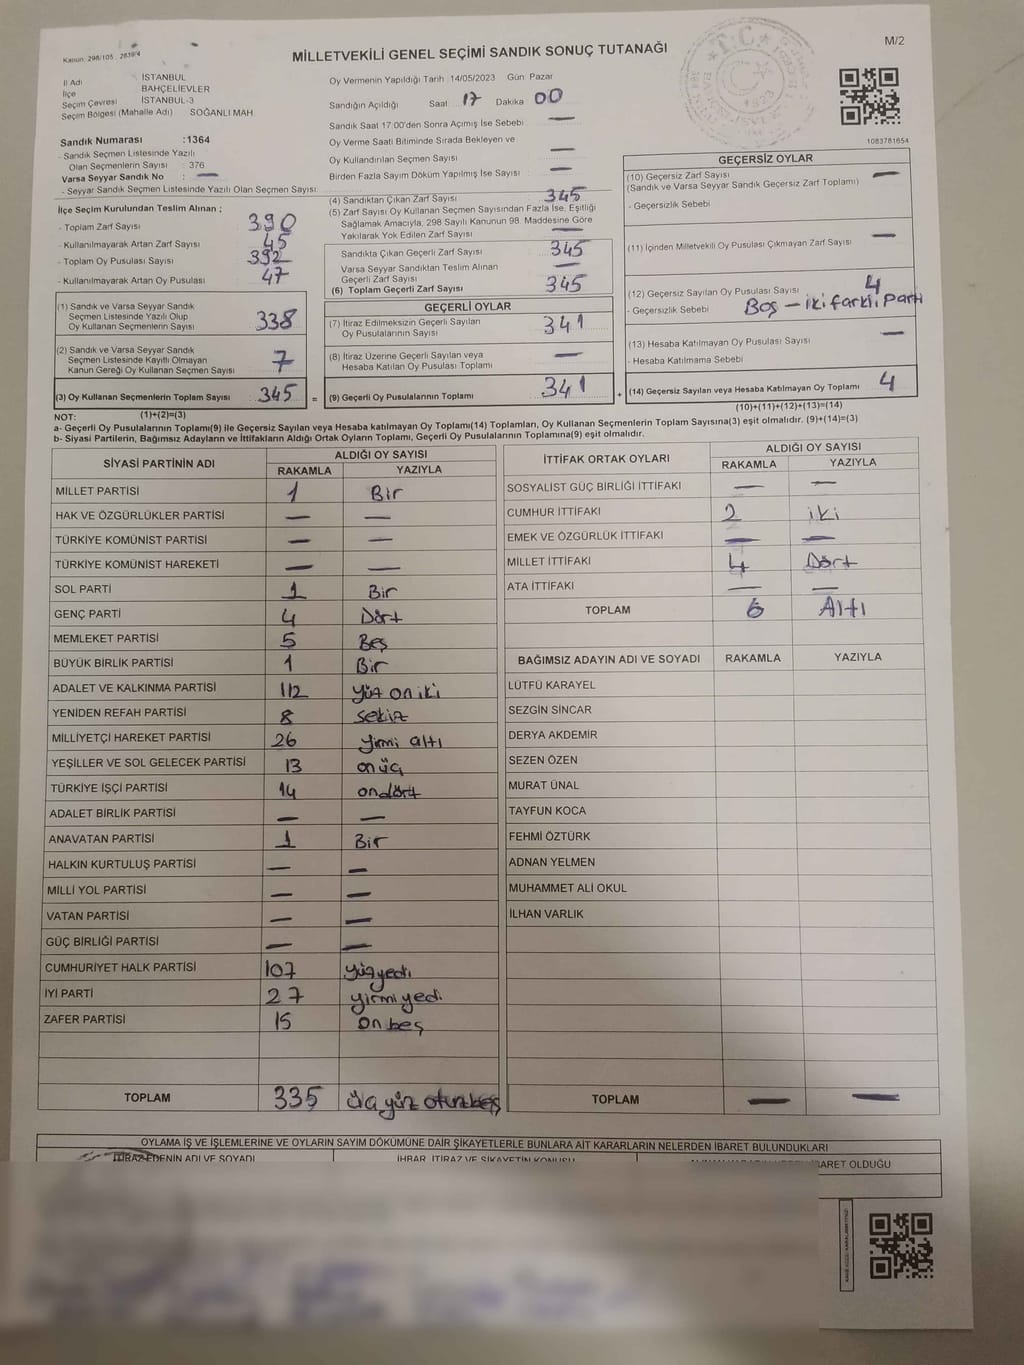 Kanun: 298/105 : 2839/4
MİLLETVEKİLİ GENEL SEÇİMİ SANDIK SONUÇ TUTANAĞI
M/2
T.C.
1923
İl Adı İSTANBUL
İlçe BAHÇELİEVLER
Seçim Çevresi İSTANBUL-3
Seçim Bölgesi (Mahalle Adı) SOĞANLI MAH
Sandık Numarası :1364
- Sandık Seçmen Listesinde Yazılı
Olan Seçmenlerin Sayısı : 376
Varsa Seyyar Sandık No : —
- Seyyar Sandık Seçmen Listesinde Yazılı Olan Seçmen Sayısı:
Oy Vermenin Yapıldığı Tarih 14/05/2023 Gün Pazar
Sandığın Açıldığı Saat 17 Dakika 00
Sandık Saat 17:00'den Sonra Açılmış İse Sebebi —
Oy Verme Saati Bitiminde Sırada Bekleyen ve
Oy Kullandırılan Seçmen Sayısı —
Birden Fazla Sayım Döküm Yapılmış İse Sayısı : —
1083781654
İlçe Seçim Kurulundan Teslim Alınan ;
- Toplam Zarf Sayısı 390
- Kullanılmayarak Artan Zarf Sayısı 45
- Toplam Oy Pusulası Sayısı 392
- Kullanılmayarak Artan Oy Pusulası 47
(1) Sandık ve Varsa Seyyar Sandık
Seçmen Listesinde Yazılı Olup
Oy Kullanan Seçmenlerin Sayısı 338
(2) Sandık ve Varsa Seyyar Sandık
Seçmen Listesinde Kayıtlı Olmayan
Kanun Gereği Oy Kullanan Seçmen Sayısı 7
(3) Oy Kullanan Seçmenlerin Toplam Sayısı 345 =
(1)+(2)=(3)
(4) Sandıktan Çıkan Zarf Sayısı 345
(5) Zarf Sayısı Oy Kullanan Seçmen Sayısından Fazla İse, Eşitliği
Sağlamak Amacıyla, 298 Sayılı Kanunun 98. Maddesine Göre
Yakılarak Yok Edilen Zarf Sayısı —
Sandıkta Çıkan Geçerli Zarf Sayısı 345
Varsa Seyyar Sandıktan Teslim Alınan
Geçerli Zarf Sayısı —
(6) Toplam Geçerli Zarf Sayısı 345
GEÇERLİ OYLAR
(7) İtiraz Edilmeksizin Geçerli Sayılan
Oy Pusulalarının Sayısı 341
(8) İtiraz Üzerine Geçerli Sayılan veya
Hesaba Katılan Oy Pusulası Toplamı —
(9) Geçerli Oy Pusulalarının Toplamı 341 +
GEÇERSİZ OYLAR
(10) Geçersiz Zarf Sayısı —
(Sandık ve Varsa Seyyar Sandık Geçersiz Zarf Toplamı)
- Geçersizlik Sebebi
(11) İçinden Milletvekili Oy Pusulası Çıkmayan Zarf Sayısı —
(12) Geçersiz Sayılan Oy Pusulası Sayısı 4
- Geçersizlik Sebebi Boş – iki farklı parti
(13) Hesaba Katılmayan Oy Pusulası Sayısı —
- Hesaba Katılmama Sebebi
(14) Geçersiz Sayılan veya Hesaba Katılmayan Oy Toplamı 4
(10)+(11)+(12)+(13)=(14)
NOT:
a- Geçerli Oy Pusulalarının Toplamı(9) ile Geçersiz Sayılan veya Hesaba katılmayan Oy Toplamı(14) Toplamları, Oy Kullanan Seçmenlerin Toplam Sayısına(3) eşit olmalıdır. (9)+(14)=(3)
b- Siyasi Partilerin, Bağımsız Adayların ve İttifakların Aldığı Ortak Oyların Toplamı, Geçerli Oy Pusulalarının Toplamına(9) eşit olmalıdır.
SİYASİ PARTİNİN ADI ALDIĞI OY SAYISI
RAKAMLA YAZIYLA
MİLLET PARTİSİ 1 Bir
HAK VE ÖZGÜRLÜKLER PARTİSİ — —
TÜRKİYE KOMÜNİST PARTİSİ — —
TÜRKİYE KOMÜNİST HAREKETİ — —
SOL PARTİ 1 Bir
GENÇ PARTİ 4 Dört
MEMLEKET PARTİSİ 5 Beş
BÜYÜK BİRLİK PARTİSİ 1 Bir
ADALET VE KALKINMA PARTİSİ 112 yüz on iki
YENİDEN REFAH PARTİSİ 8 sekiz
MİLLİYETÇİ HAREKET PARTİSİ 26 yirmi altı
YEŞİLLER VE SOL GELECEK PARTİSİ 13 on üç
TÜRKİYE İŞÇİ PARTİSİ 14 ondört
ADALET BİRLİK PARTİSİ — —
ANAVATAN PARTİSİ 1 Bir
HALKIN KURTULUŞ PARTİSİ — —
MİLLİ YOL PARTİSİ — —
VATAN PARTİSİ — —
GÜÇ BİRLİĞİ PARTİSİ — —
CUMHURİYET HALK PARTİSİ 107 yüzyedi
İYİ PARTİ 27 yirmi yedi
ZAFER PARTİSİ 15 on beş
TOPLAM 335 üç yüz otuz beş
İTTİFAK ORTAK OYLARI ALDIĞI OY SAYISI
RAKAMLA YAZIYLA
SOSYALİST GÜÇ BİRLİĞİ İTTİFAKI — —
CUMHUR İTTİFAKI 2 iki
EMEK VE ÖZGÜRLÜK İTTİFAKI — —
MİLLET İTTİFAKI 4 Dört
ATA İTTİFAKI — —
TOPLAM 6 Altı
BAĞIMSIZ ADAYIN ADI VE SOYADI RAKAMLA YAZIYLA
LÜTFÜ KARAYEL
SEZGİN SİNCAR
DERYA AKDEMİR
SEZEN ÖZEN
MURAT ÜNAL
TAYFUN KOCA
FEHMİ ÖZTÜRK
ADNAN YELMEN
MUHAMMET ALİ OKUL
İLHAN VARLIK
TOPLAM — —
OYLAMA İŞ VE İŞLEMLERİNE VE OYLARIN SAYIM DÖKÜMÜNE DAİR ŞİKAYETLERLE BUNLARA AİT KARARLARIN NELERDEN İBARET BULUNDUKLARI
İTİRAZ EDENİN ADI VE SOYADI İHBAR, İTİRAZ VE ŞİKAYETİN KONUSU İBARET OLDUĞU